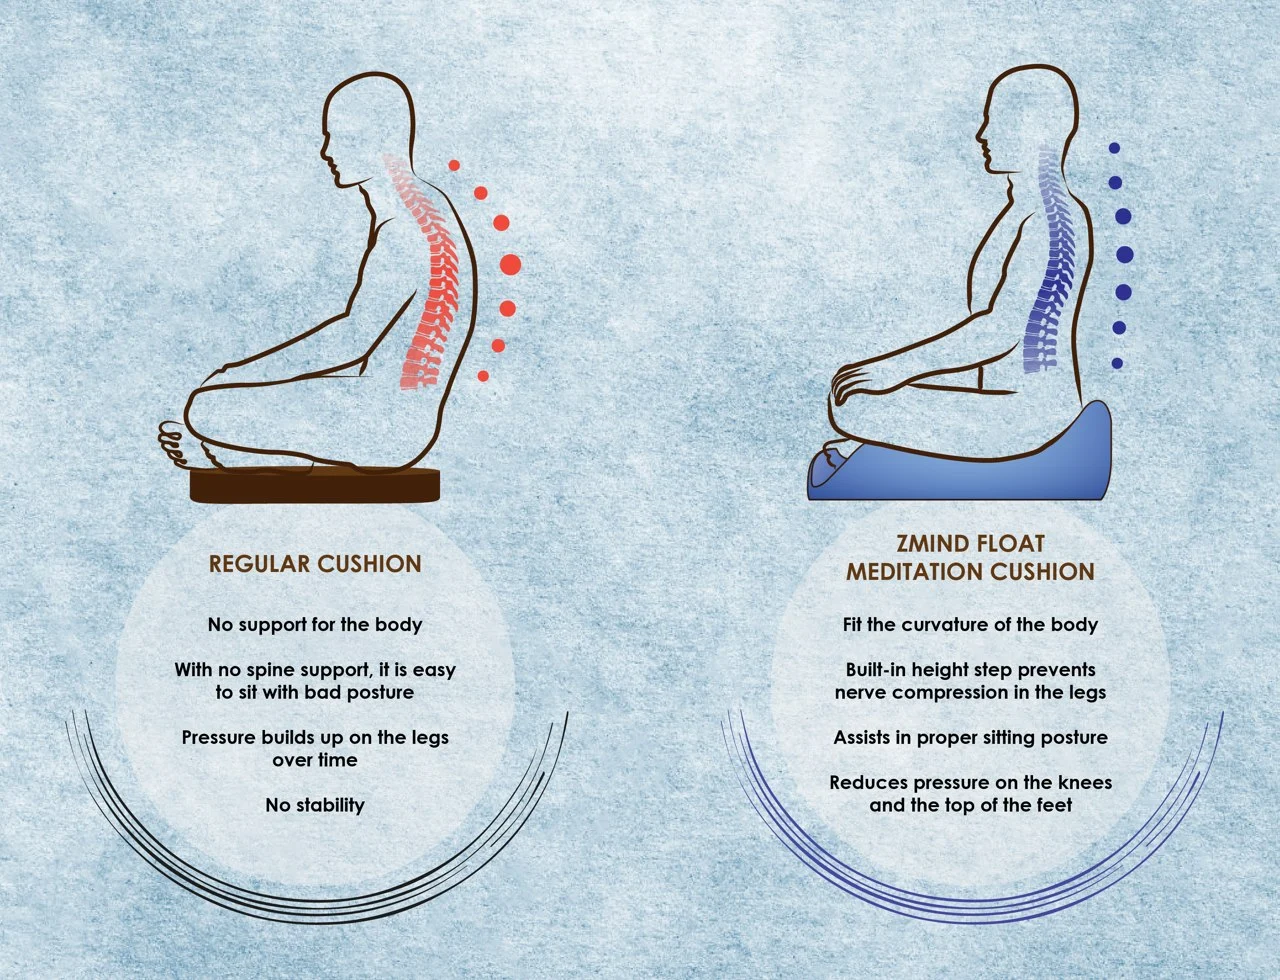 REGULAR CUSHION
No support for the body
With no spine support, it is easy
to sit with bad posture
Pressure builds up on the legs
over time
No stability
ZMIND FLOAT
MEDITATION CUSHION
Fit the curvature of the body
Built-in height step prevents
nerve compression in the legs
Assists in proper sitting posture
Reduces pressure on the knees
and the top of the feet